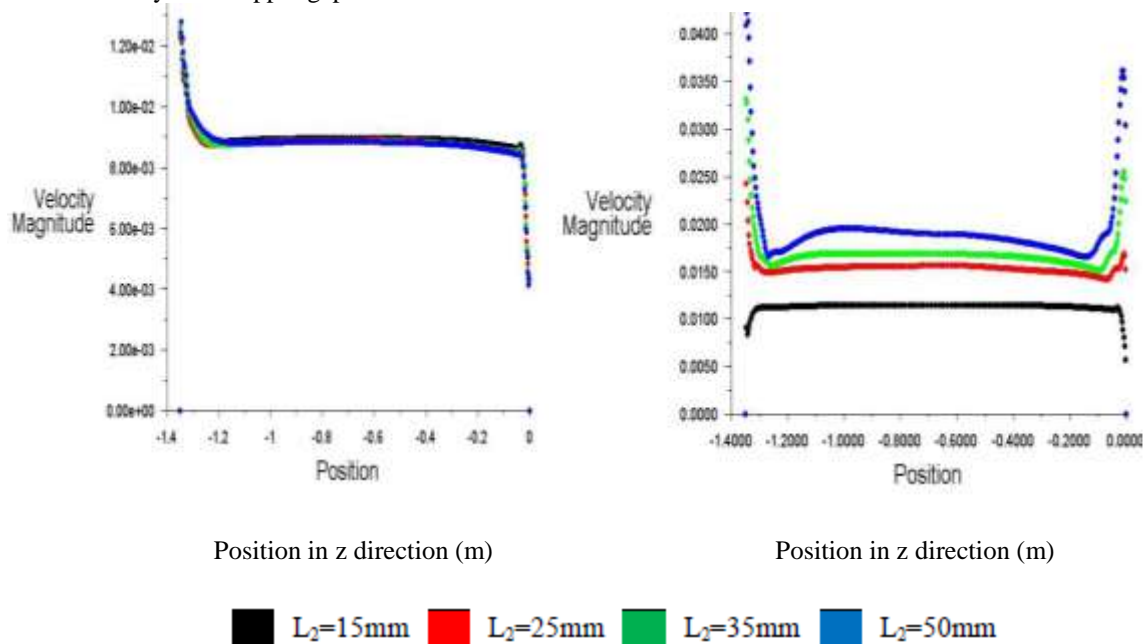 1.20e-02
1.00e-02
8.00e-03
6.00e-03
4.00e-03
2.00e-03
0.00e+00
Velocity
Magnitude
-1.4 -1.2 -1 -0.8 -0.6 -0.4 -0.2 0
Position
0.0400
0.0350
0.0300
0.0250
0.0200
0.0150
0.0100
0.0050
0.0000
Velocity
Magnitude
-1.4000 -1.2000 -1.0000 -0.8000 -0.6000 -0.4000 -0.2000 0.0000
Position
Position in z direction (m) Position in z direction (m)
L₂=15mm L₂=25mm L₂=35mm L₂=50mm